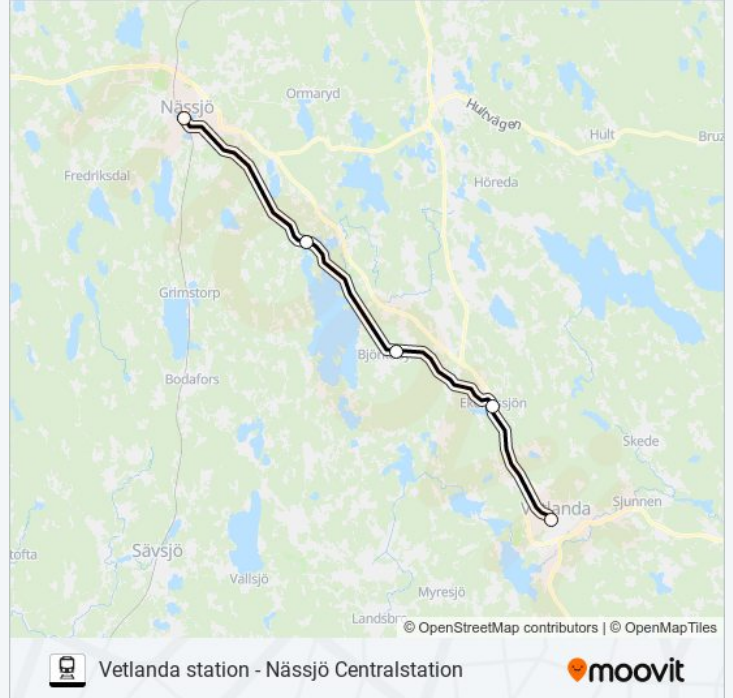 Nässjö
Ormaryd
Hultvägen
Hult
Fredriksdal
Höreda
Grimstorp
Bodafors
Skede
Sjunnen
Sävsjö
Vallsjö
Myresjö
© OpenStreetMap contributors | © OpenMapTiles
Vetlanda station - Nässjö Centralstation
moovit